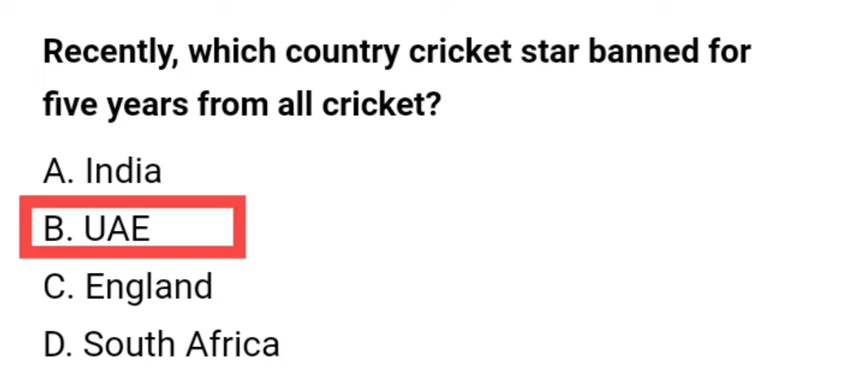 Recently, which country cricket star banned for
five years from all cricket?
A. India
B. UAE
C. England
D. South Africa